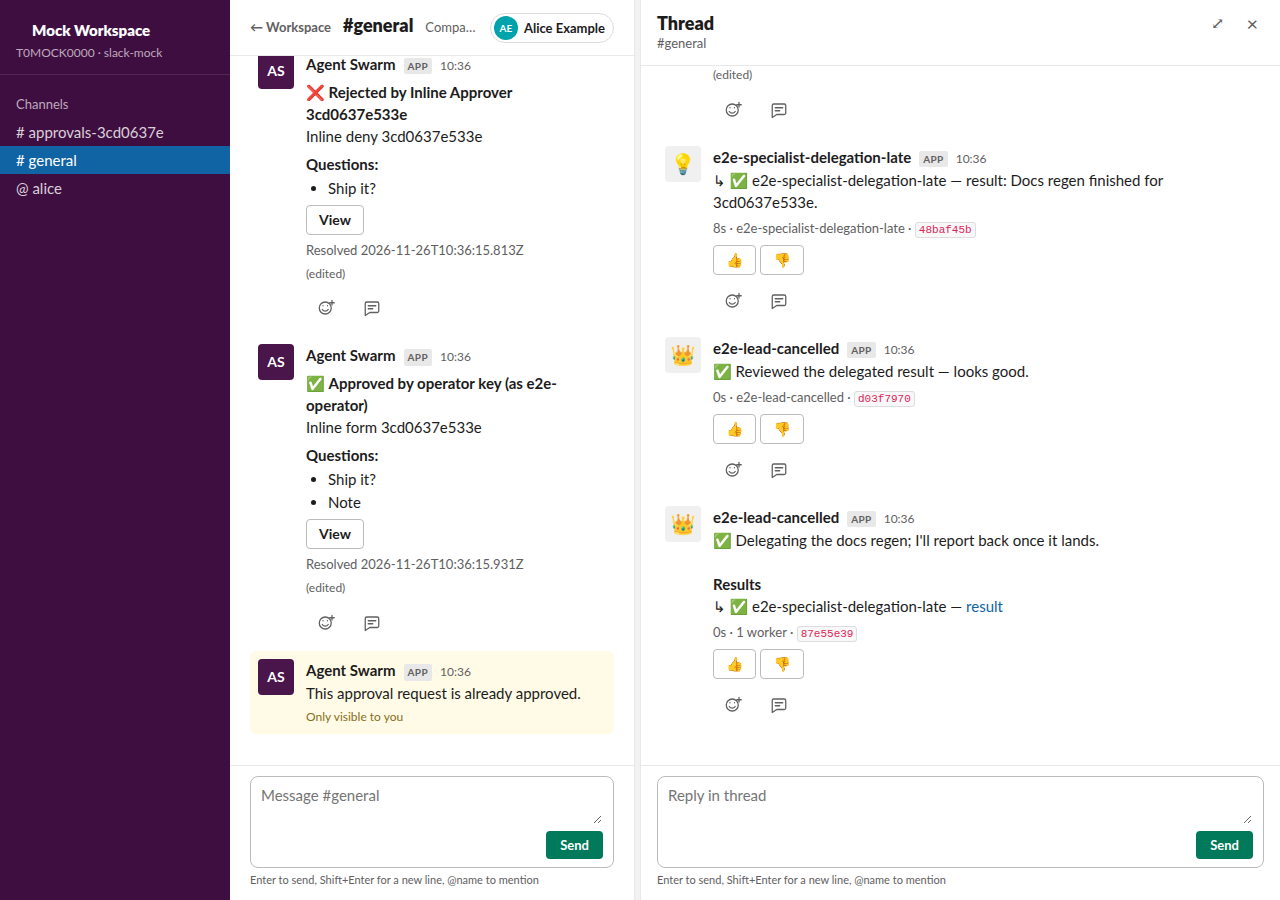 Mock Workspace
T0MOCK0000 · slack-mock
Channels
# approvals-3cd0637e
# general
@ alice
← Workspace #general Compa... AE Alice Example
AS Agent Swarm APP 10:36
❌ Rejected by Inline Approver
3cd0637e533e
Inline deny 3cd0637e533e
Questions:
• Ship it?
View
Resolved 2026-11-26T10:36:15.813Z
(edited)
AS Agent Swarm APP 10:36
✅ Approved by operator key (as e2e-
operator)
Inline form 3cd0637e533e
Questions:
• Ship it?
• Note
View
Resolved 2026-11-26T10:36:15.931Z
(edited)
AS Agent Swarm APP 10:36
This approval request is already approved.
Only visible to you
Message #general
Send
Enter to send, Shift+Enter for a new line, @name to mention
Thread
#general
(edited)
e2e-specialist-delegation-late APP 10:36
↳ ✅ e2e-specialist-delegation-late — result: Docs regen finished for
3cd0637e533e.
8s · e2e-specialist-delegation-late · 48baf45b
👍 👎
e2e-lead-cancelled APP 10:36
✅ Reviewed the delegated result — looks good.
0s · e2e-lead-cancelled · d03f7970
👍 👎
e2e-lead-cancelled APP 10:36
✅ Delegating the docs regen; I'll report back once it lands.
Results
↳ ✅ e2e-specialist-delegation-late — result
0s · 1 worker · 87e55e39
👍 👎
Reply in thread
Send
Enter to send, Shift+Enter for a new line, @name to mention